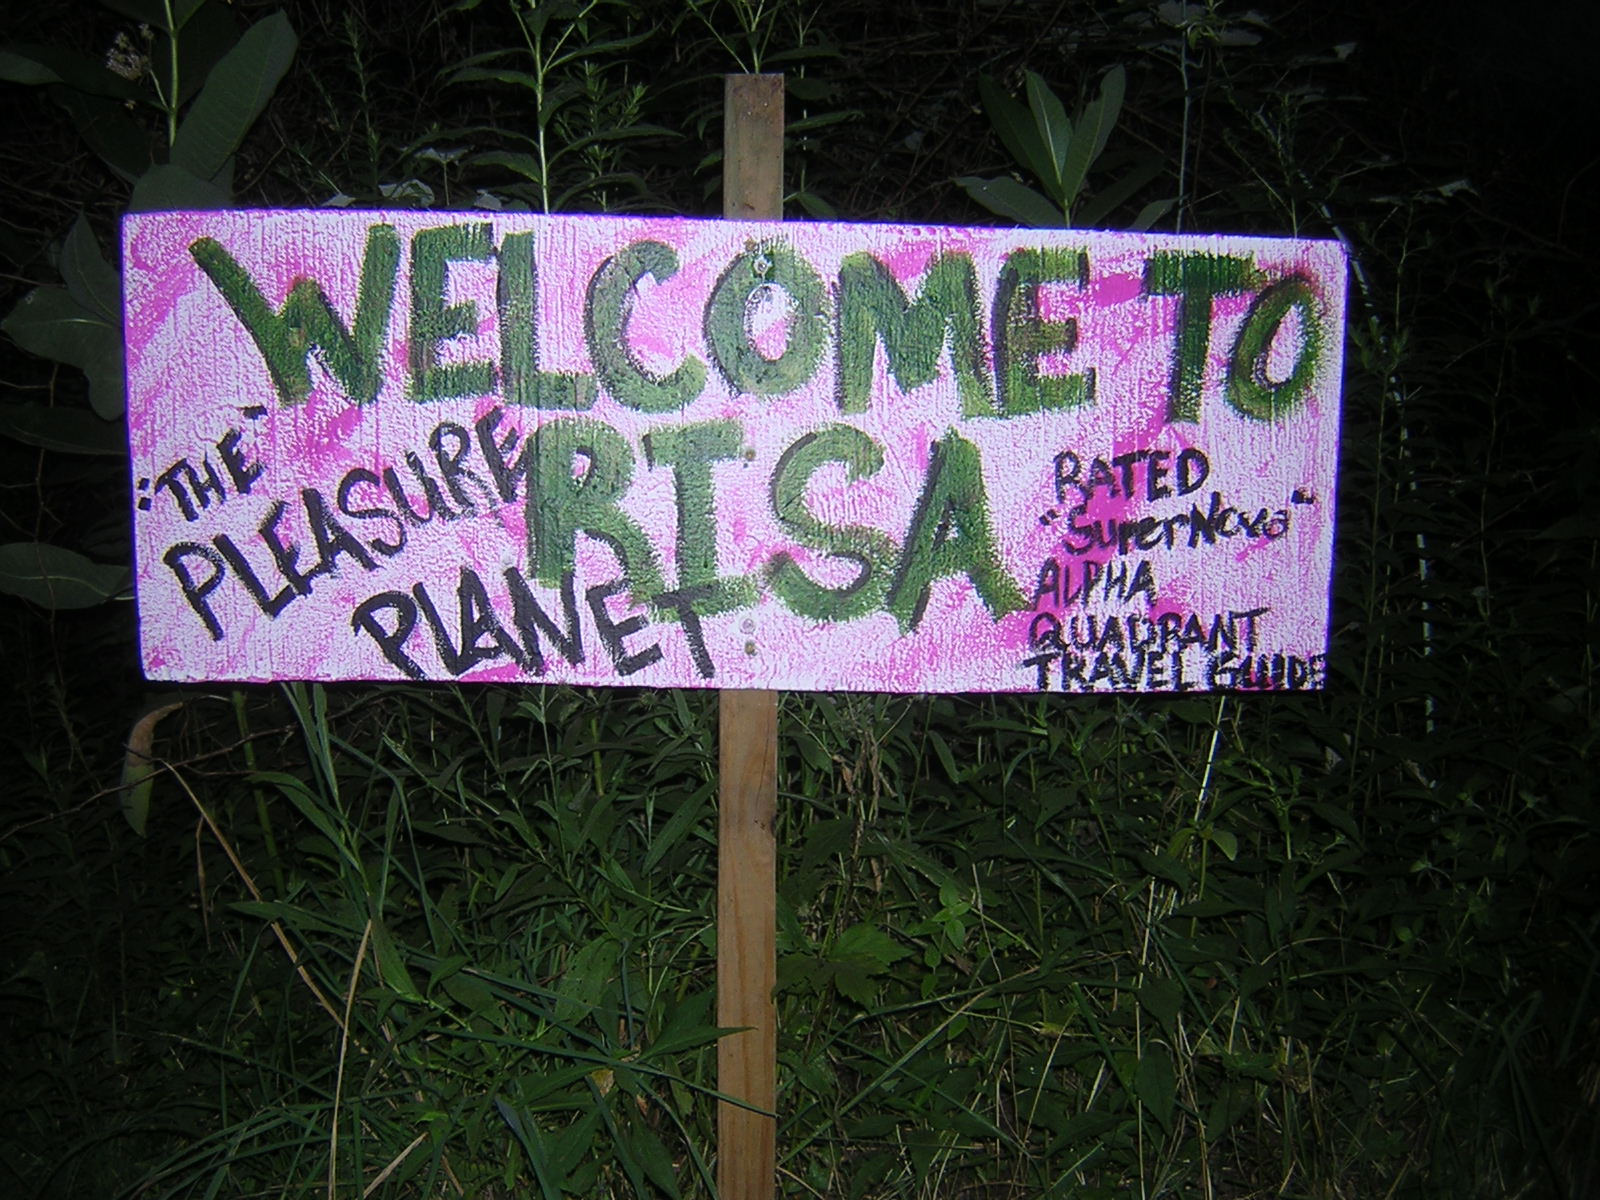 WELCOME TO
RISA
"THE"
PLEASURE
PLANET
RATED
"SuperNova"
ALPHA
QUADRANT
TRAVEL GUIDE